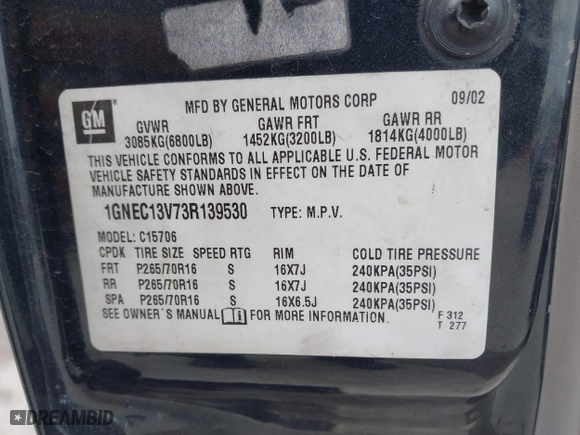 GM
MFD BY GENERAL MOTORS CORP 09/02
GVWR GAWR FRT GAWR RR
3085KG(6800LB) 1452KG(3200LB) 1814KG(4000LB)
THIS VEHICLE CONFORMS TO ALL APPLICABLE U.S. FEDERAL MOTOR
VEHICLE SAFETY STANDARDS IN EFFECT ON THE DATE OF
MANUFACTURE SHOWN ABOVE.
1GNEC13V73R139530 TYPE: M.P.V.
MODEL: C15706
CPDK TIRE SIZE SPEED RTG RIM COLD TIRE PRESSURE
FRT P265/70R16 S 16X7J 240KPA(35PSI)
RR P265/70R16 S 16X7J 240KPA(35PSI)
SPA P265/70R16 S 16X6.5J 240KPA(35PSI)
SEE OWNER'S MANUAL i FOR MORE INFORMATION.
F 312
T 277
DREAMBID